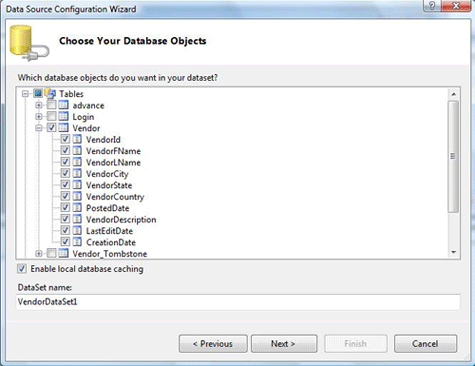 Data Source Configuration Wizard
Choose Your Database Objects
Which database objects do you want in your dataset?
Tables
advance
Login
Vendor
VendorId
VendorFName
VendorLName
VendorCity
VendorState
VendorCountry
PostedDate
VendorDescription
LastEditDate
CreationDate
Vendor_Tombstone
Enable local database caching
DataSet name:
VendorDataSet1
< Previous
Next >
Finish
Cancel